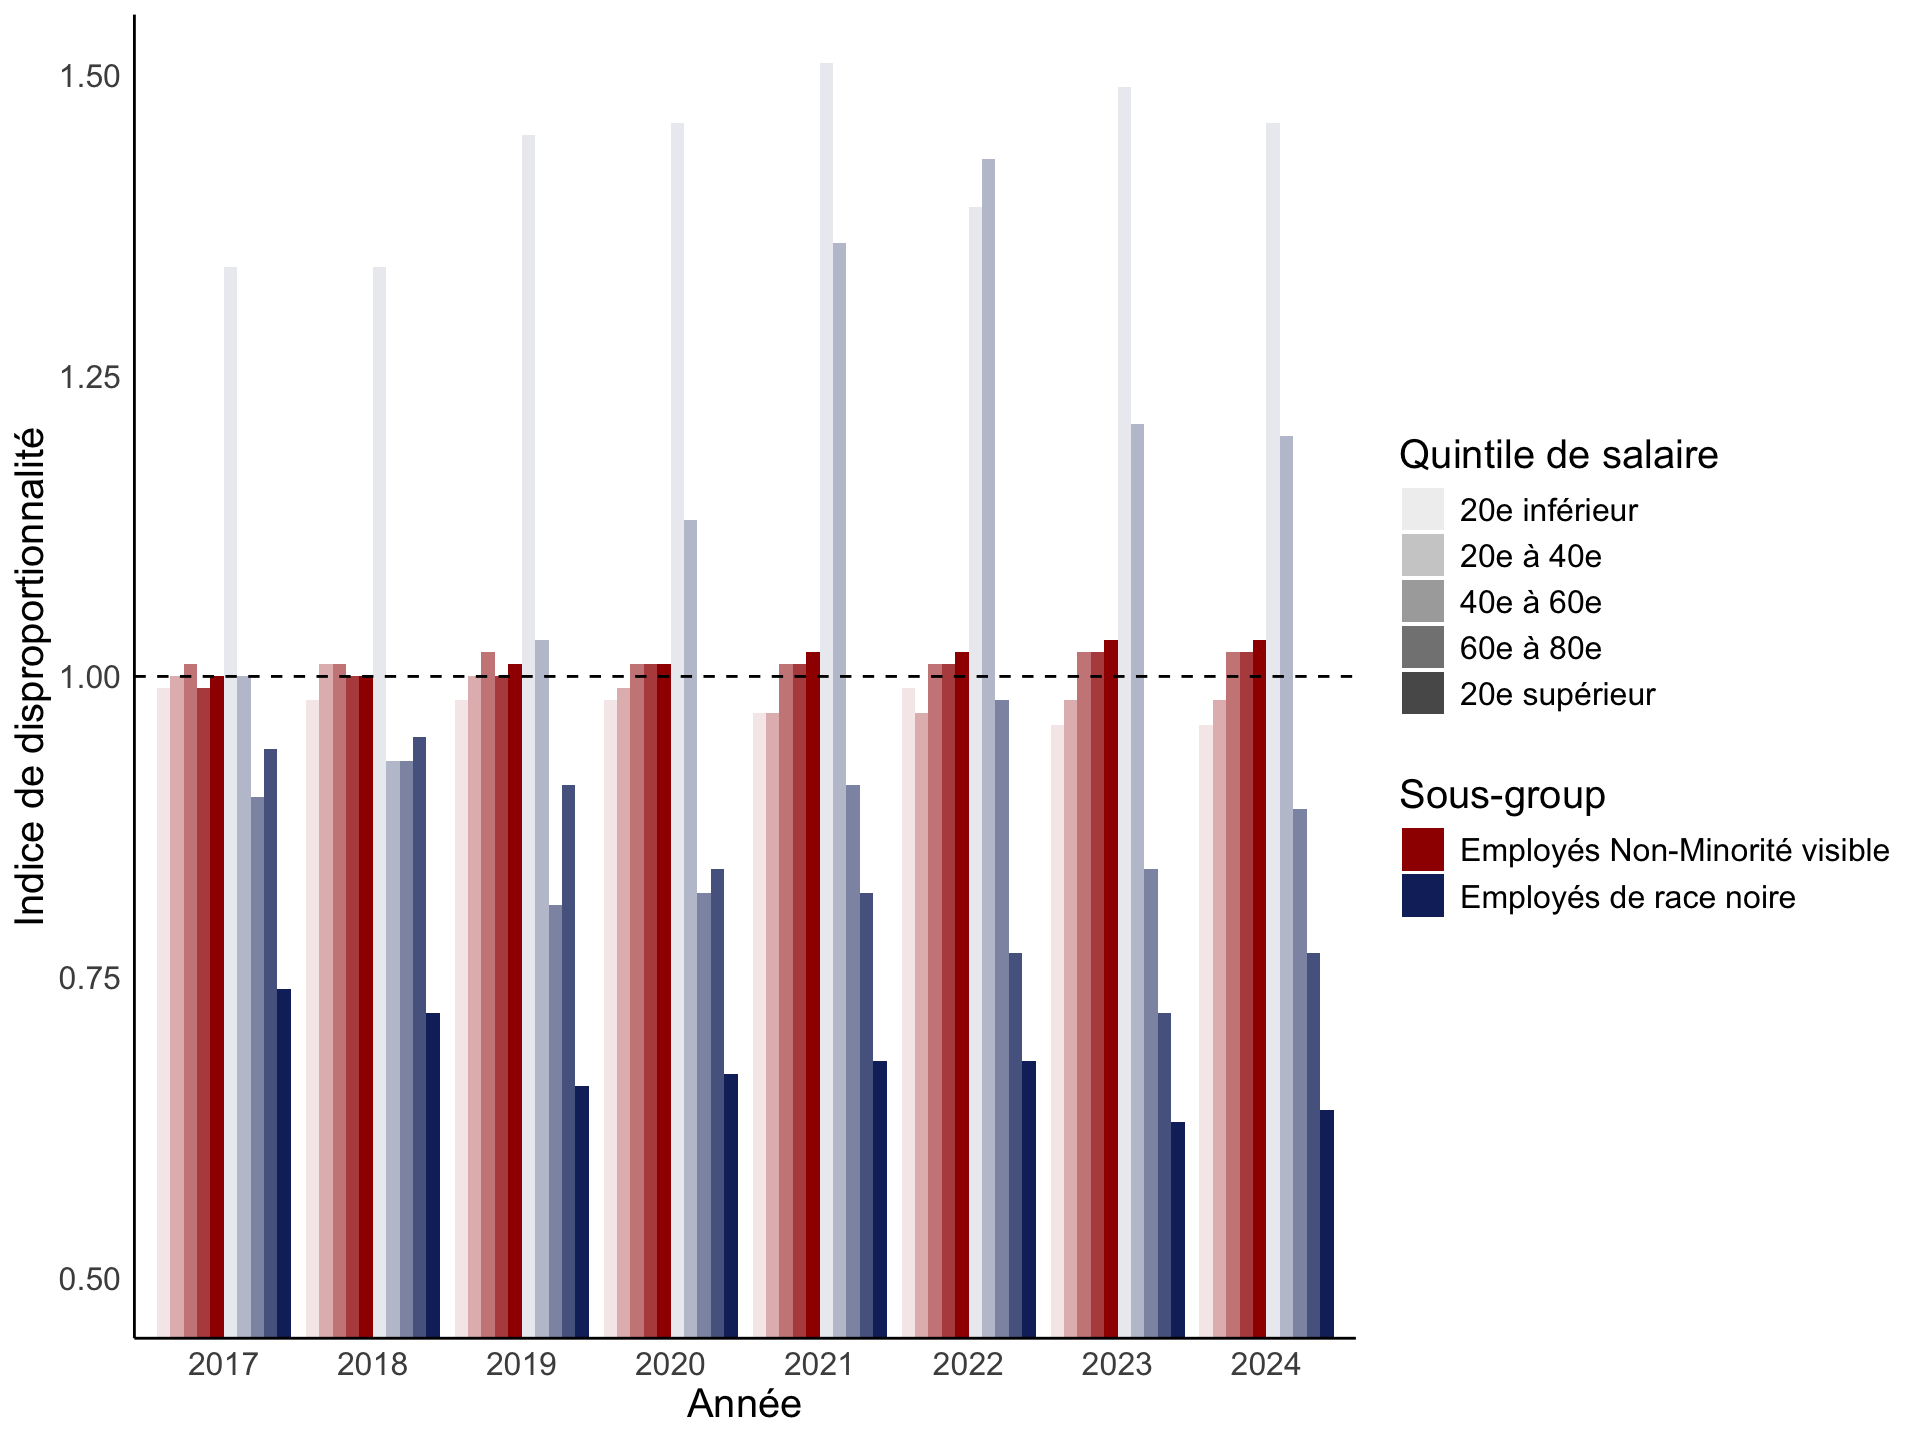 1.50
1.25
1.00
0.75
0.50
Indice de disproportionnalité
2017 2018 2019 2020 2021 2022 2023 2024
Année
Quintile de salaire
20e inférieur
20e à 40e
40e à 60e
60e à 80e
20e supérieur
Sous-group
Employés Non-Minorité visible
Employés de race noire